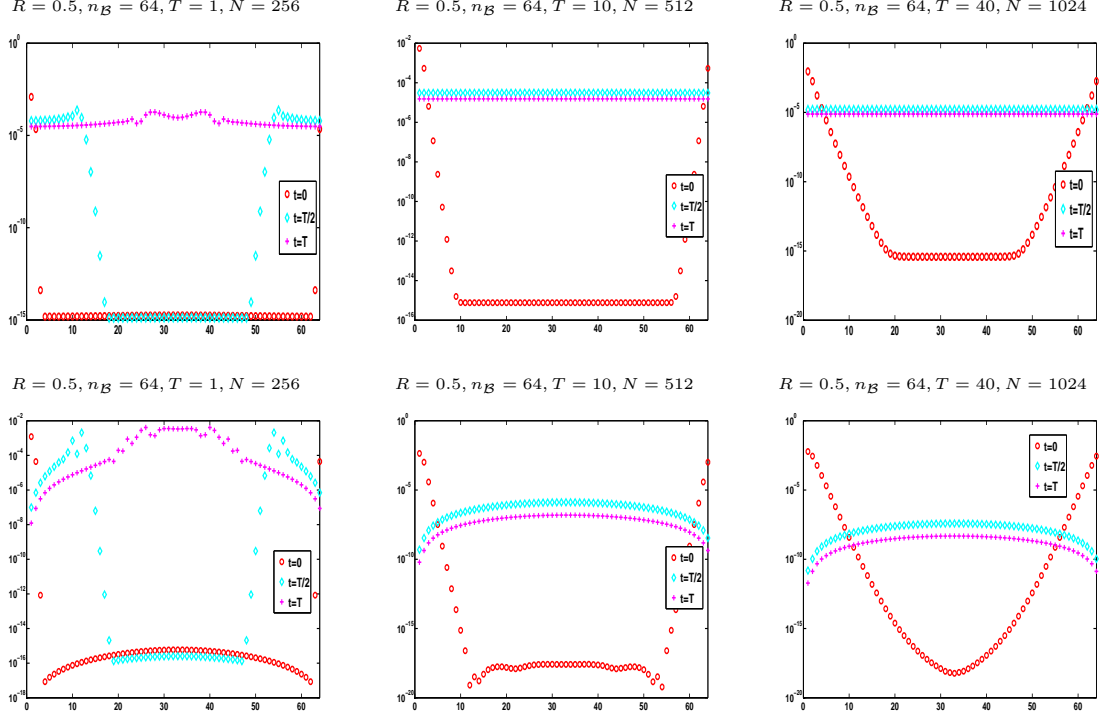 R = 0.5, n_B = 64, T = 1, N = 256
R = 0.5, n_B = 64, T = 10, N = 512
R = 0.5, n_B = 64, T = 40, N = 1024
10^0
10^-5
10^-10
10^-15
0 10 20 30 40 50 60
t=0
t=T/2
t=T
10^-2
10^-4
10^-6
10^-8
10^-10
10^-12
10^-14
10^-16
0 10 20 30 40 50 60
t=0
t=T/2
t=T
10^0
10^-5
10^-10
10^-15
10^-20
0 10 20 30 40 50 60
t=0
t=T/2
t=T
R = 0.5, n_B = 64, T = 1, N = 256
R = 0.5, n_B = 64, T = 10, N = 512
R = 0.5, n_B = 64, T = 40, N = 1024
10^-2
10^-4
10^-6
10^-8
10^-10
10^-12
10^-14
10^-16
10^-18
0 10 20 30 40 50 60
t=0
t=T/2
t=T
10^0
10^-5
10^-10
10^-15
10^-20
0 10 20 30 40 50 60
t=0
t=T/2
t=T
10^0
10^-5
10^-10
10^-15
10^-20
0 10 20 30 40 50 60
t=0
t=T/2
t=T